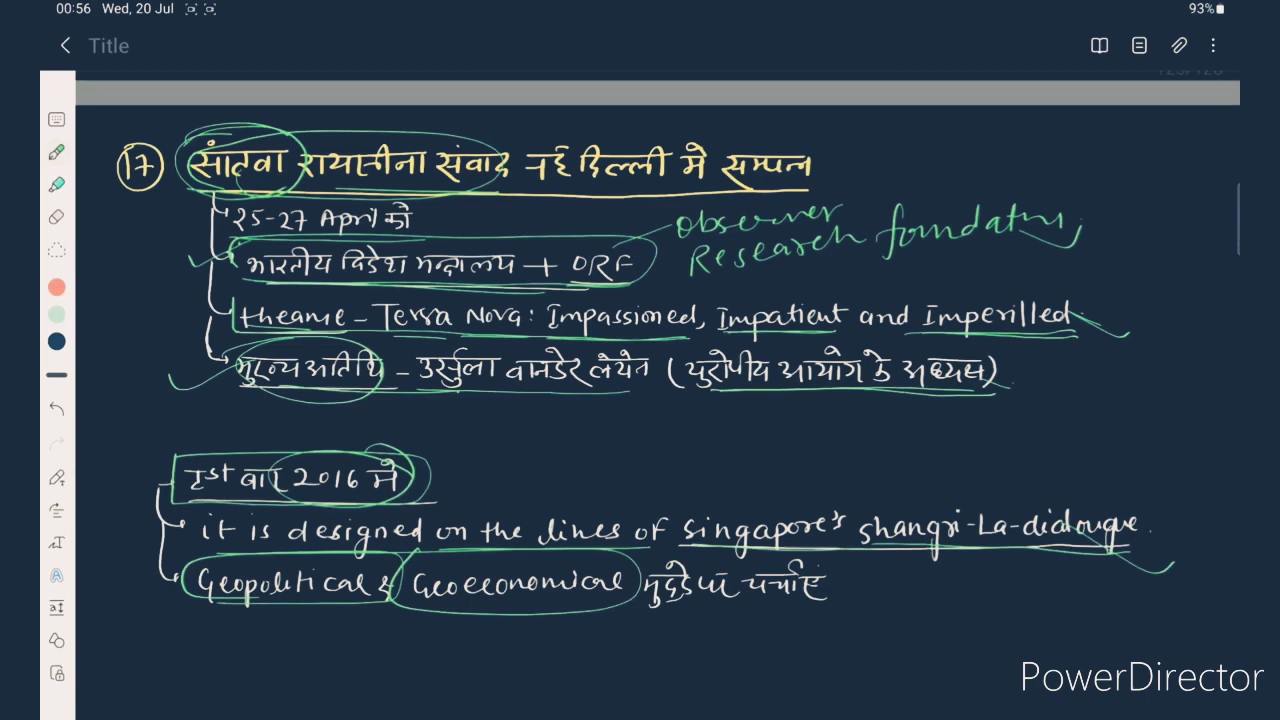 00:56 Wed, 20 Jul 93%
Title
(17) सांतवा रायसीना संवाद नई दिल्ली मे सम्पन्न
25-27 April को
भारतीय विदेश मन्त्रालय + ORF
Observer
Research foundation
theame - Terra Nova: Impassioned, Impatient and Imperilled
मुख्य अतिथि - उर्सुला वानडेर लेयेन (युरोपीय आयोग के अध्यक्ष)
1st बार 2016 मे
it is designed on the lines of singapore's shangri-La-dialouque.
Geopolitical & Geoeconomical मुद्दो पर चर्चाएं
PowerDirector